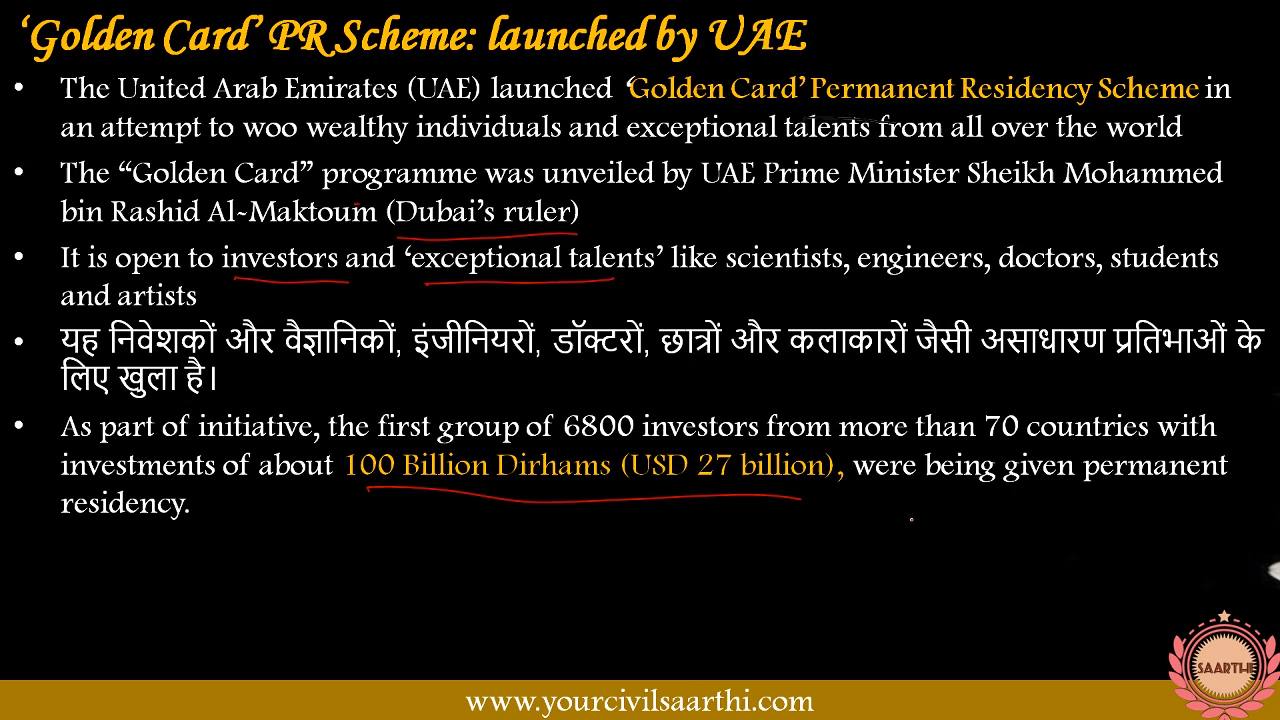 ‘Golden Card’ PR Scheme: launched by UAE
• The United Arab Emirates (UAE) launched ‘Golden Card’ Permanent Residency Scheme in
an attempt to woo wealthy individuals and exceptional talents from all over the world
• The “Golden Card” programme was unveiled by UAE Prime Minister Sheikh Mohammed
bin Rashid Al-Maktoum (Dubai’s ruler)
• It is open to investors and ‘exceptional talents’ like scientists, engineers, doctors, students
and artists
• यह निवेशकों और वैज्ञानिकों, इंजीनियरों, डॉक्टरों, छात्रों और कलाकारों जैसी असाधारण प्रतिभाओं के
लिए खुला है।
• As part of initiative, the first group of 6800 investors from more than 70 countries with
investments of about 100 Billion Dirhams (USD 27 billion), were being given permanent
residency.
SAARTHI
www.yourcivilsaarthi.com